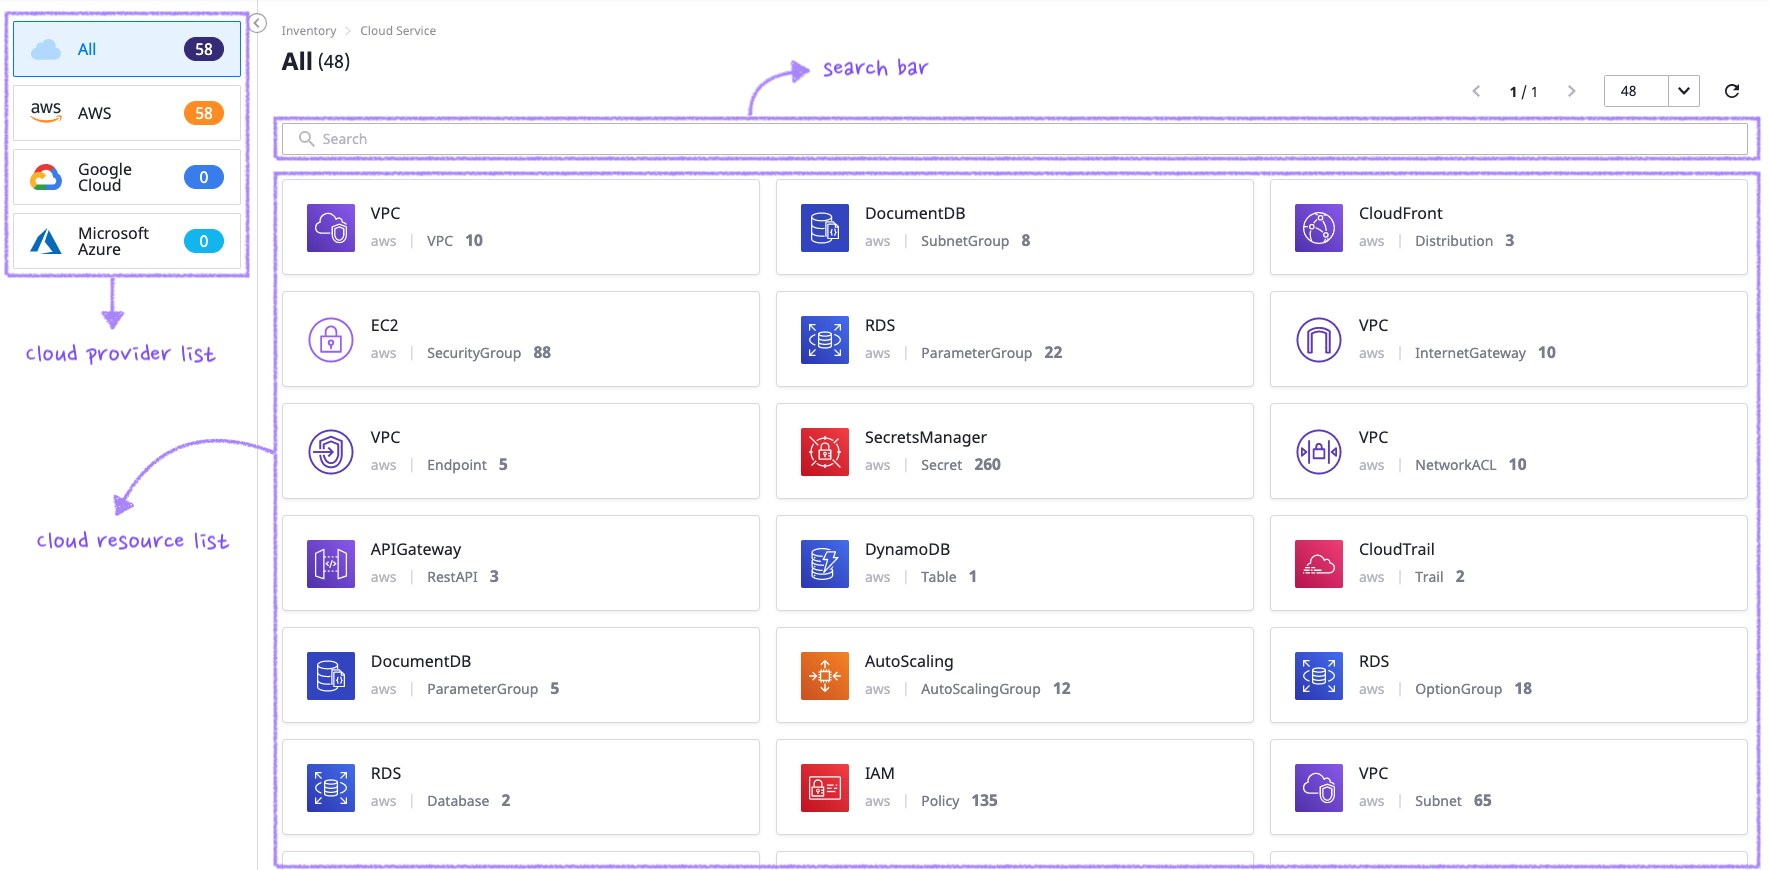 All 58
aws AWS 58
Google Cloud 0
Microsoft Azure 0
cloud provider list
cloud resource list
Inventory > Cloud Service
All (48)
search bar
1 / 1 48
Search
VPC
aws | VPC 10
DocumentDB
aws | SubnetGroup 8
CloudFront
aws | Distribution 3
EC2
aws | SecurityGroup 88
RDS
aws | ParameterGroup 22
VPC
aws | InternetGateway 10
VPC
aws | Endpoint 5
SecretsManager
aws | Secret 260
VPC
aws | NetworkACL 10
APIGateway
aws | RestAPI 3
DynamoDB
aws | Table 1
CloudTrail
aws | Trail 2
DocumentDB
aws | ParameterGroup 5
AutoScaling
aws | AutoScalingGroup 12
RDS
aws | OptionGroup 18
RDS
aws | Database 2
IAM
aws | Policy 135
VPC
aws | Subnet 65